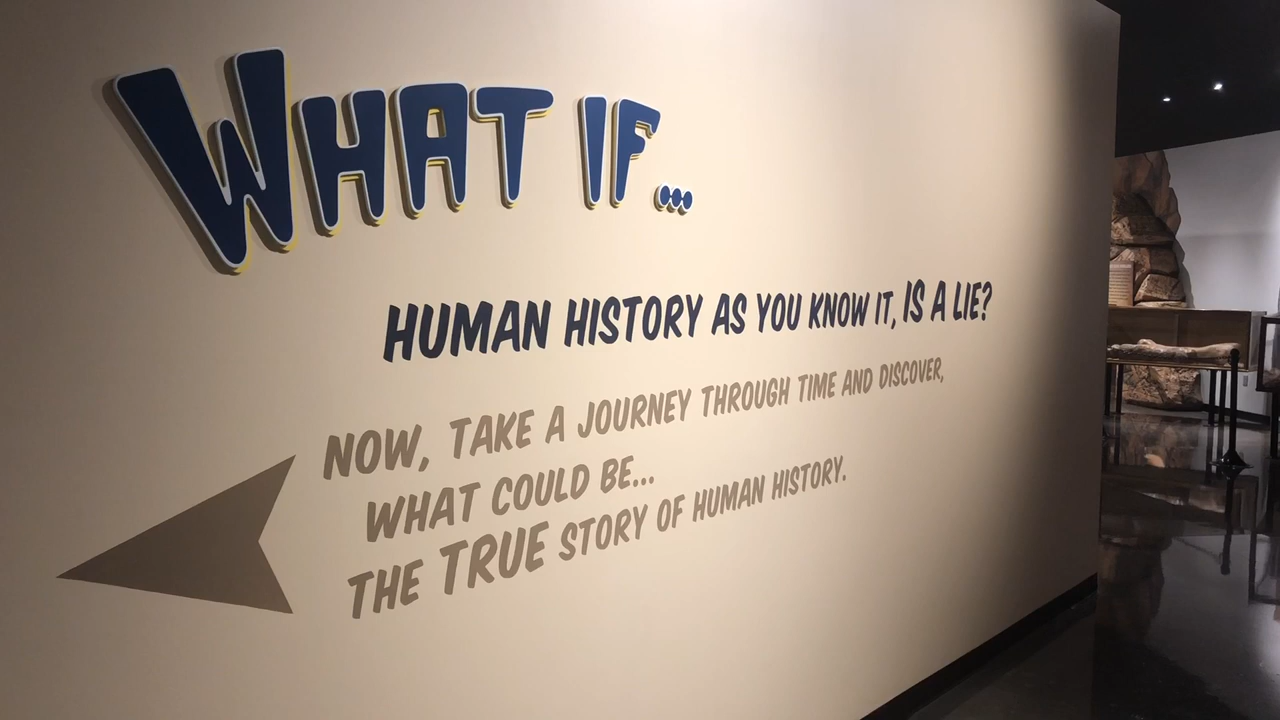 WHAT IF...
HUMAN HISTORY AS YOU KNOW IT, IS A LIE?
NOW, TAKE A JOURNEY THROUGH TIME AND DISCOVER,
WHAT COULD BE...
THE TRUE STORY OF HUMAN HISTORY.